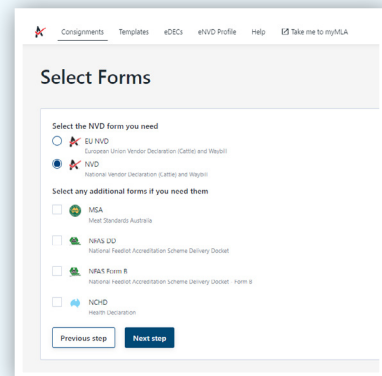 Consignments Templates eDECs eNVD Profile Help Take me to myMLA
Select Forms
Select the NVD form you need
EU NVD
European Union Vendor Declaration (Cattle) and Waybill
NVD
National Vendor Declaration (Cattle) and Waybill
Select any additional forms if you need them
MSA
Meat Standards Australia
NFAS DD
National Feedlot Accreditation Scheme Delivery Docket
NFAS Form B
National Feedlot Accreditation Scheme Delivery Docket - Form B
NCHD
Health Declaration
Previous step Next step